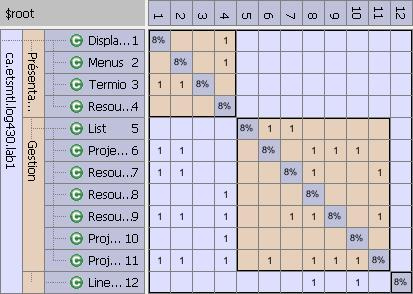 $root 1 2 3 4 5 6 7 8 9 10 11 12
ca.etsmtl.log430.lab1
Présenta...
Displa... 1 8% 1
Menus 2 8% 1
Termio 3 1 1 8%
Resou... 4 8%
Gestion
List 5 8% 1 1
Proje... 6 1 1 8% 1 1 1
Resou... 7 1 1 8% 1 1
Resou... 8 1 8%
Resou... 9 1 1 1 1 1 8% 1
Proj... 10 1 8%
Proj... 11 1 1 1 1 1 1 1 8%
Line... 12 1 1 8%